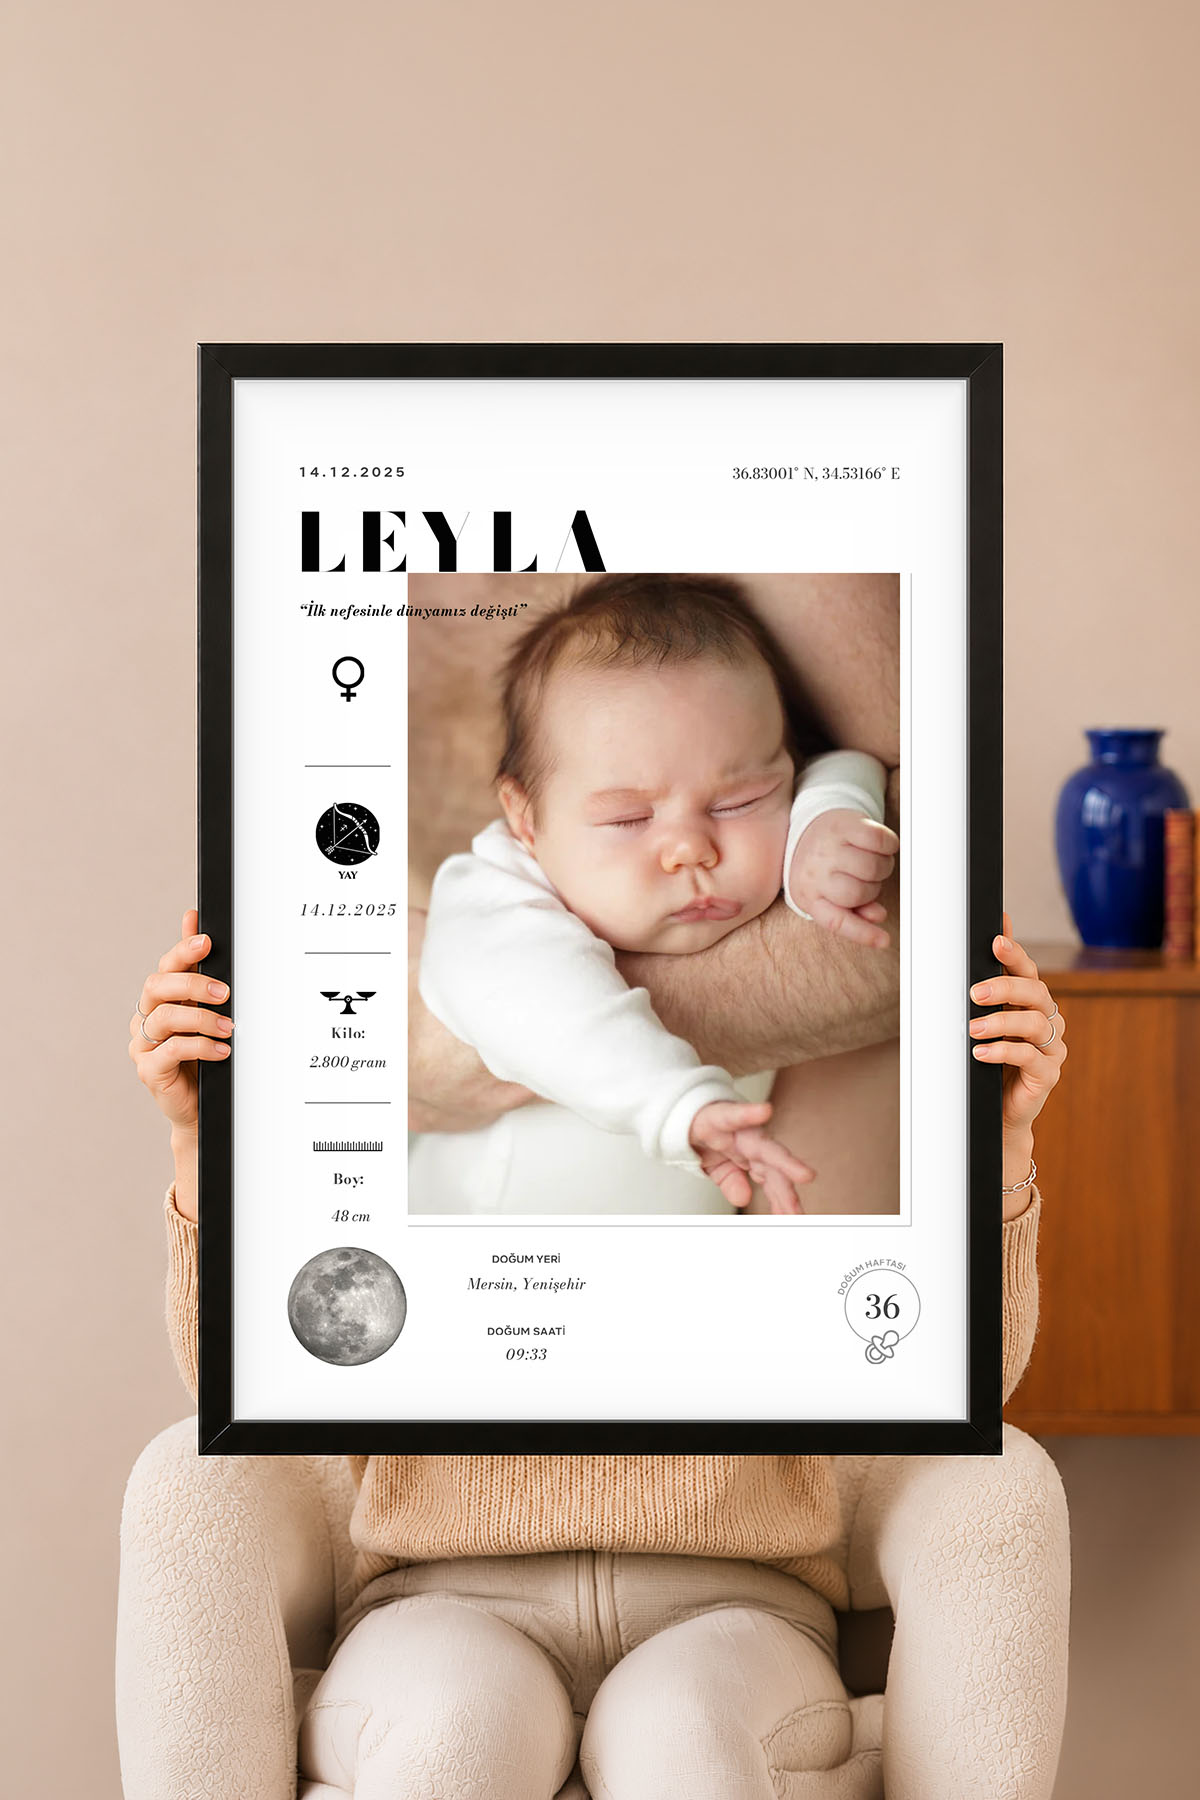 14.12.2025
36.83001° N, 34.53166° E
LEYLA
“İlk nefesinle dünyamız değişti”
YAY
14.12.2025
Kilo:
2.800 gram
Boy:
48 cm
DOĞUM YERİ
Mersin, Yenişehir
DOĞUM SAATİ
09:33
DOĞUM HAFTASI
36